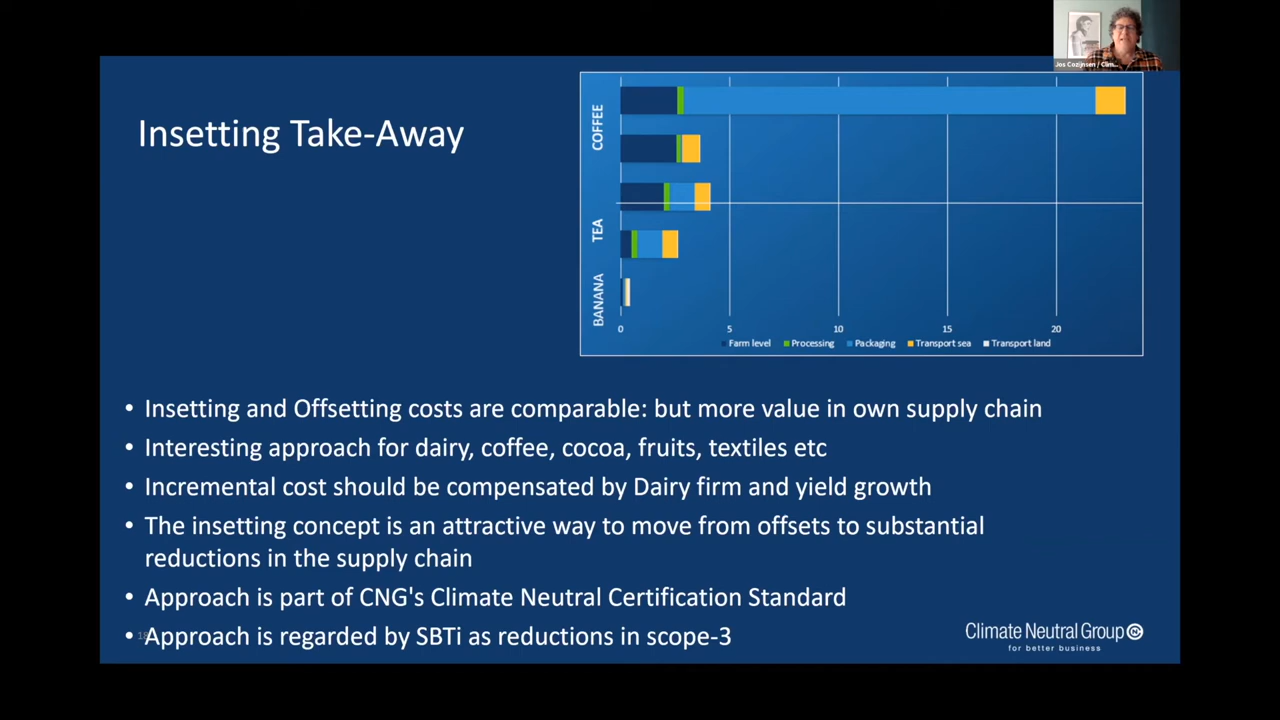 Jos Cozijnsen / Clim...
Insetting Take-Away
COFFEE
TEA
BANANA
0 5 10 15 20
Farm level Processing Packaging Transport sea Transport land
• Insetting and Offsetting costs are comparable: but more value in own supply chain
• Interesting approach for dairy, coffee, cocoa, fruits, textiles etc
• Incremental cost should be compensated by Dairy firm and yield growth
• The insetting concept is an attractive way to move from offsets to substantial
reductions in the supply chain
• Approach is part of CNG's Climate Neutral Certification Standard
• Approach is regarded by SBTi as reductions in scope-3
Climate Neutral Group
for better business